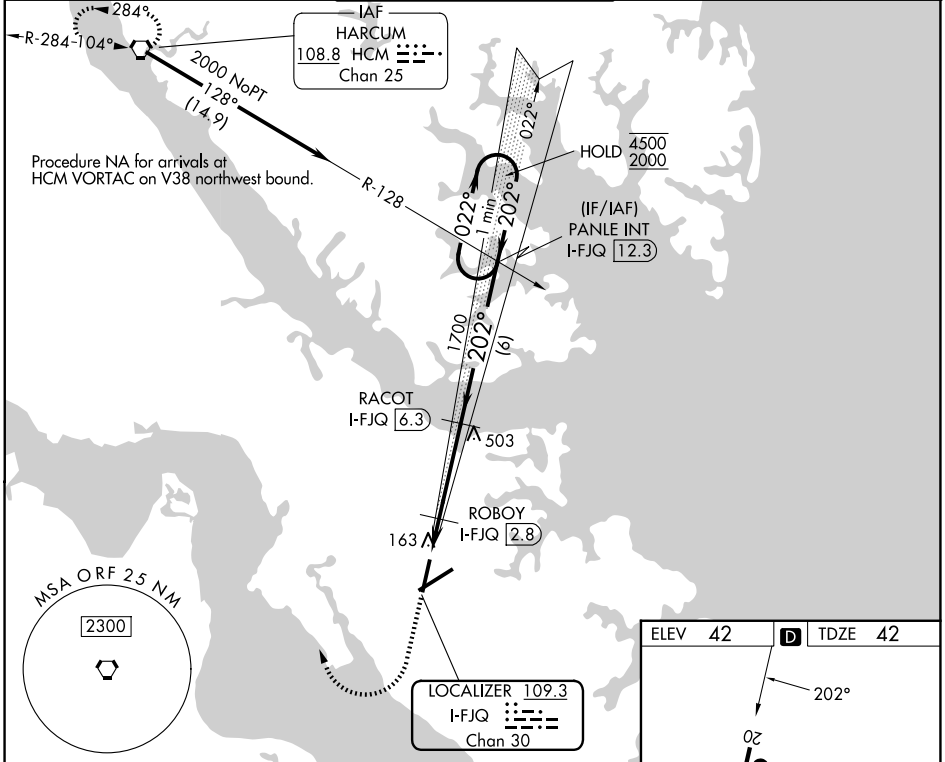 284°
R-284
104°
IAF
HARCUM
108.8 HCM
Chan 25
2000 NoPT
128°
(14.9)
Procedure NA for arrivals at
HCM VORTAC on V38 northwest bound.
R-128
022°
HOLD 4500
2000
022°
1 min
202°
(IF/IAF)
PANLE INT
I-FJQ 12.3
1700
202°
(6)
RACOT
I-FJQ 6.3
503
ROBOY
I-FJQ 2.8
163
MSA ORF 25 NM
2300
LOCALIZER 109.3
I-FJQ
Chan 30
ELEV 42 D TDZE 42
202°
20